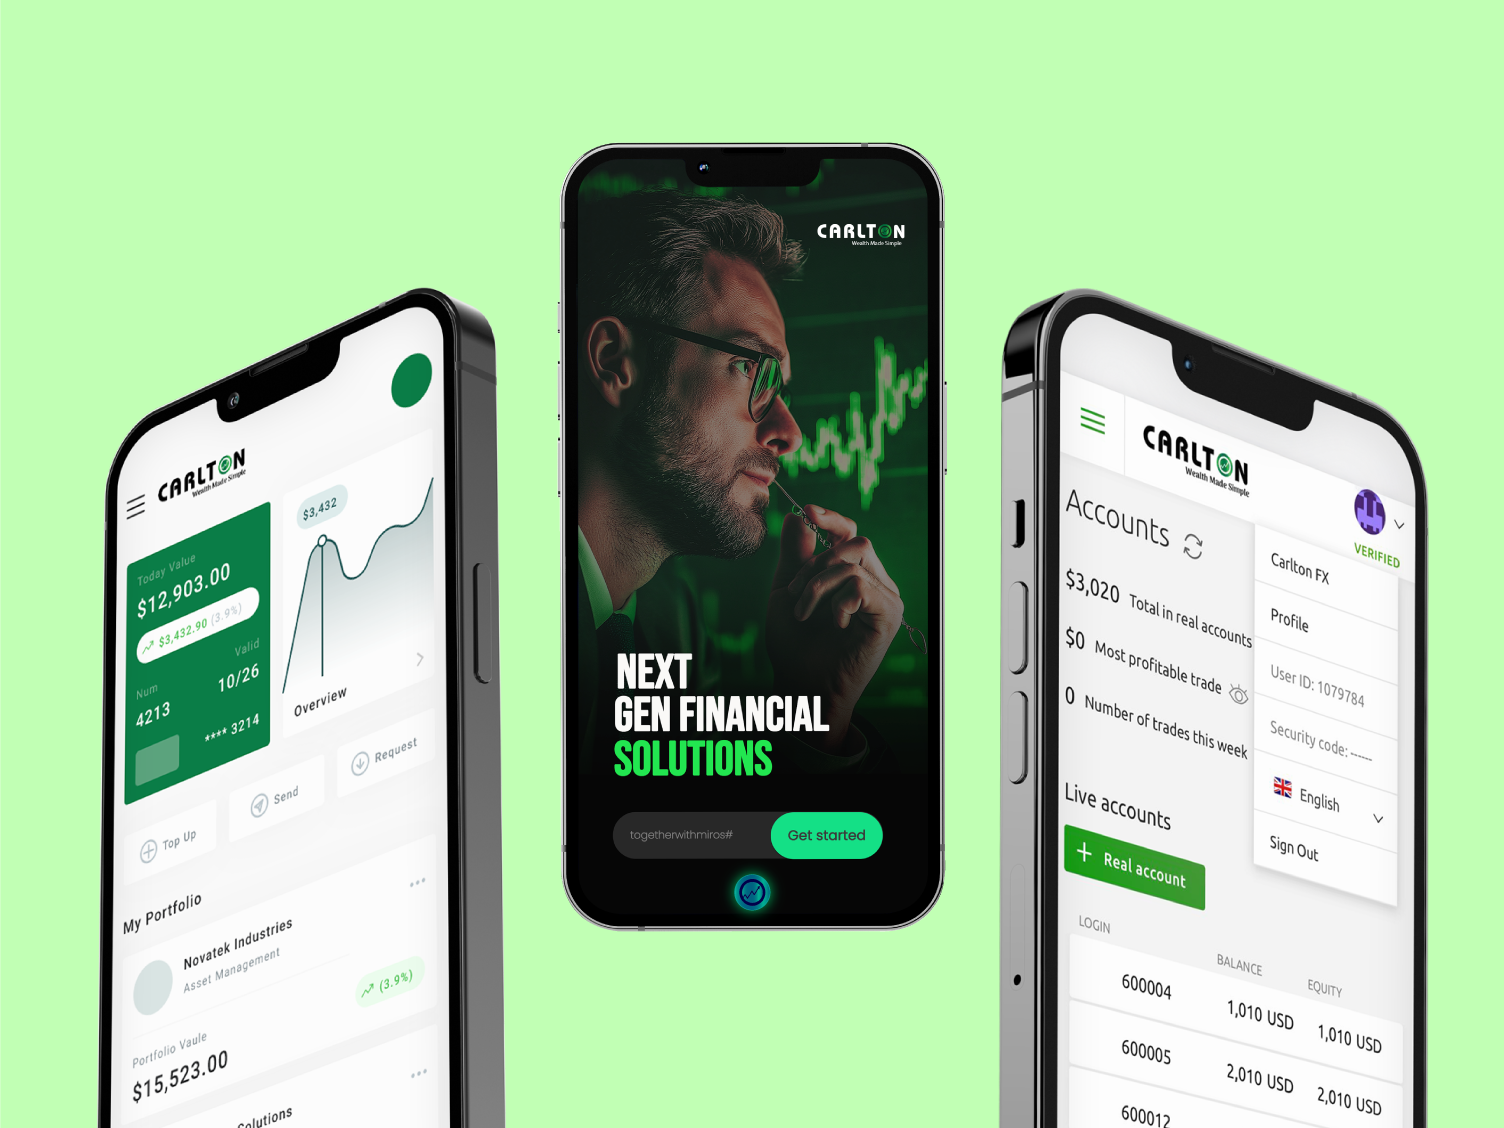 CARLTON
Wealth Made Simple
Today Value
$12,903.00
$3,432.90 (3.9%)
Num
Valid
4213
10/26
**** 3214
$3,432
Overview
Top Up
Send
Request
My Portfolio
Novatek Industries
Asset Management
(3.9%)
Portfolio Vaule
$15,523.00
Solutions
CARLTON
Wealth Made Simple
NEXT
GEN FINANCIAL
SOLUTIONS
togetherwithmiros#
Get started
CARLTON
Wealth Made Simple
VERIFIED
Accounts
$3,020 Total in real accounts
$0 Most profitable trade
0 Number of trades this week
Carlton FX
Profile
User ID: 1079784
Security code: ------
English
Sign Out
Live accounts
+ Real account
LOGIN
BALANCE
EQUITY
600004
1,010 USD
1,010 USD
600005
2,010 USD
2,010 USD
600012